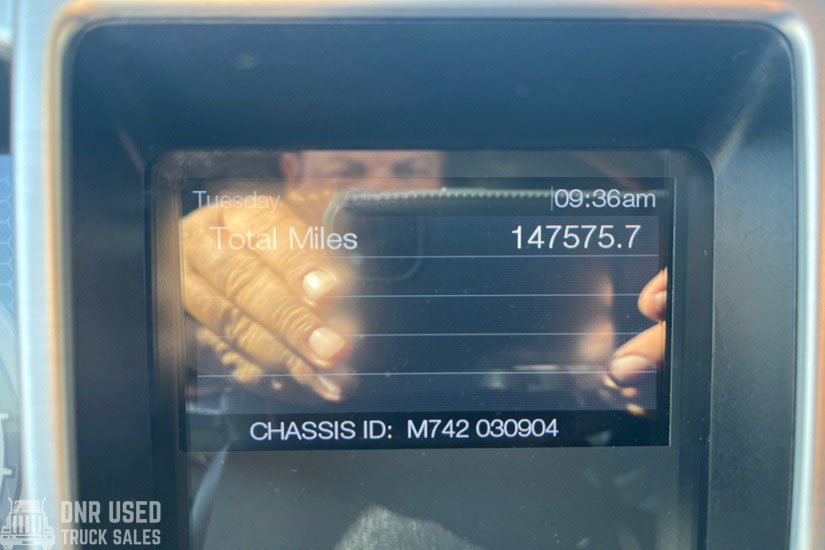 Tuesday
09:36am
Total Miles 147575.7
CHASSIS ID: M742 030904
DNR USED
TRUCK SALES